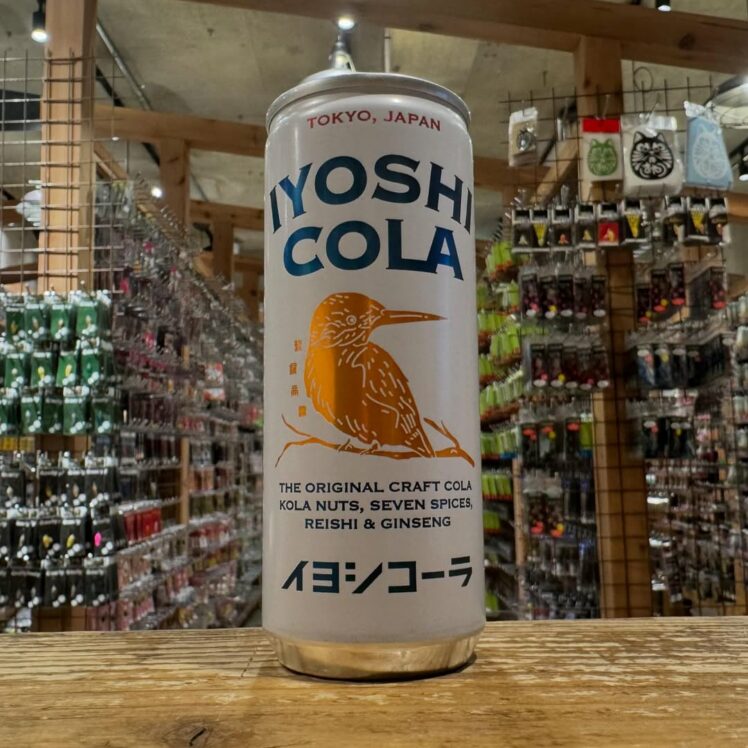 TOKYO, JAPAN
IYOSHI
COLA
THE ORIGINAL CRAFT COLA
KOLA NUTS, SEVEN SPICES,
REISHI & GINSENG
イヨシコーラ